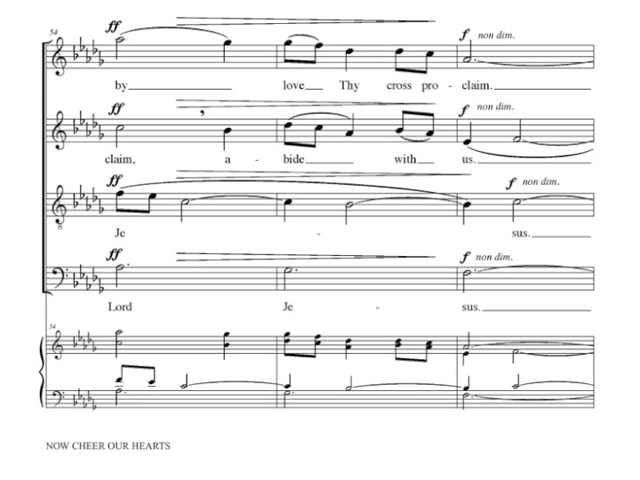 54
ff
f non dim.
by love Thy cross pro - claim.
ff
f non dim.
claim, a - bide with us.
ff
f non dim.
8
Je - sus.
ff
f non dim.
Lord Je - sus.
54
NOW CHEER OUR HEARTS